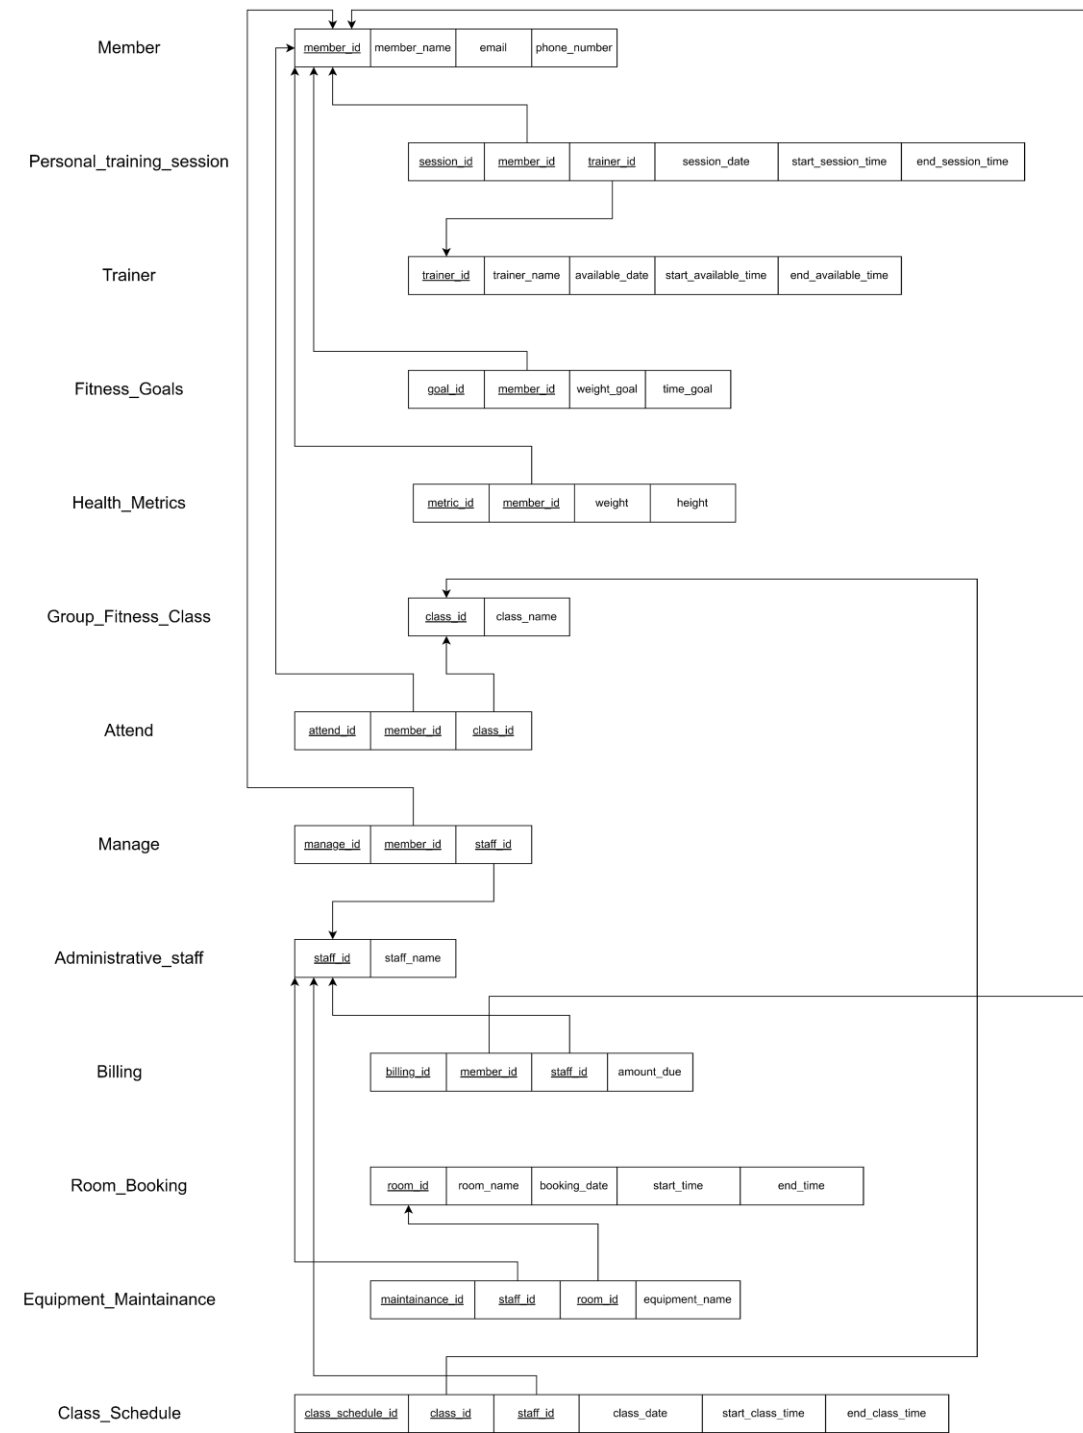 Member
member_id member_name email phone_number
Personal_training_session
session_id member_id trainer_id session_date start_session_time end_session_time
Trainer
trainer_id trainer_name available_date start_available_time end_available_time
Fitness_Goals
goal_id member_id weight_goal time_goal
Health_Metrics
metric_id member_id weight height
Group_Fitness_Class
class_id class_name
Attend
attend_id member_id class_id
Manage
manage_id member_id staff_id
Administrative_staff
staff_id staff_name
Billing
billing_id member_id staff_id amount_due
Room_Booking
room_id room_name booking_date start_time end_time
Equipment_Maintainance
maintainance_id staff_id room_id equipment_name
Class_Schedule
class_schedule_id class_id staff_id class_date start_class_time end_class_time